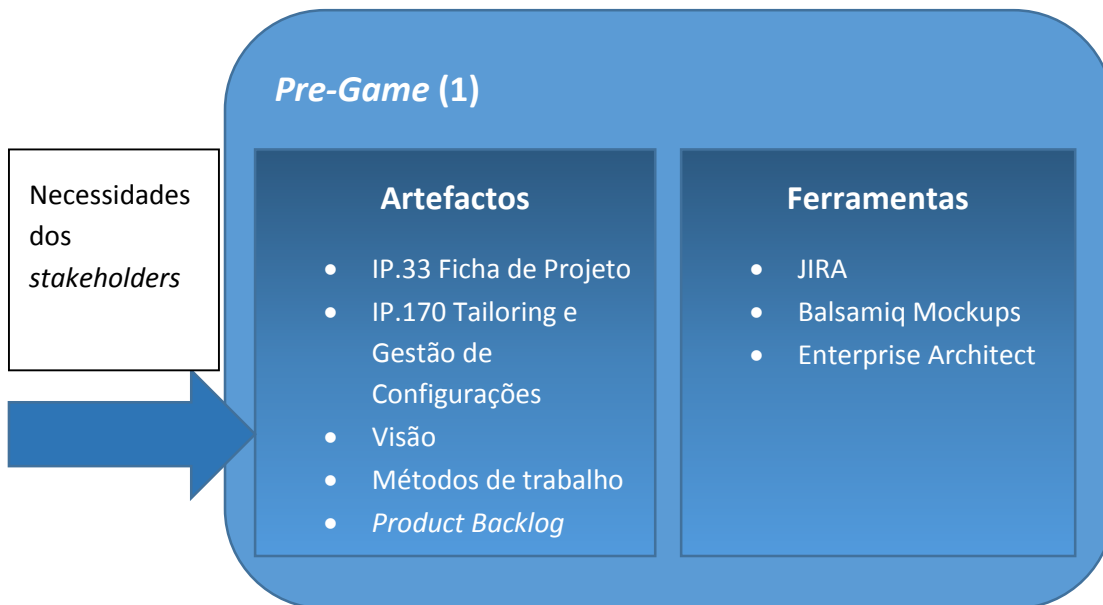 Pre-Game (1)
Necessidades
dos
stakeholders
Artefactos
• IP.33 Ficha de Projeto
• IP.170 Tailoring e
Gestão de
Configurações
• Visão
• Métodos de trabalho
• Product Backlog
Ferramentas
• JIRA
• Balsamiq Mockups
• Enterprise Architect